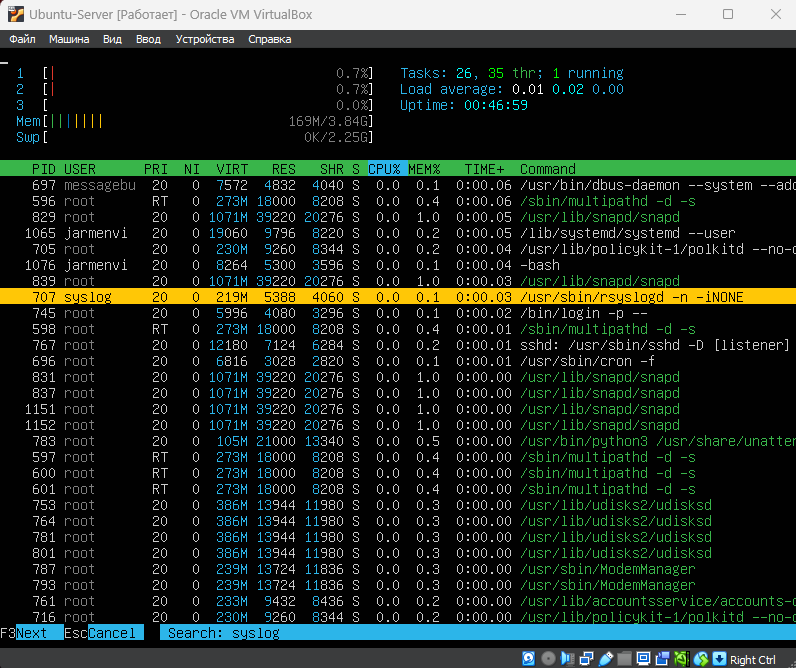 Ubuntu-Server [Работает] - Oracle VM VirtualBox
Файл Машина Вид Ввод Устройства Справка
1 [| 0.7%] Tasks: 26, 35 thr; 1 running
2 [| 0.7%] Load average: 0.01 0.02 0.00
3 [ 0.0%] Uptime: 00:46:59
Mem[||||||| 169M/3.84G]
Swp[ 0K/2.25G]
PID USER PRI NI VIRT RES SHR S CPU% MEM% TIME+ Command
697 messagebu 20 0 7572 4832 4040 S 0.0 0.1 0:00.06 /usr/bin/dbus-daemon --system --add
596 root RT 0 273M 18000 8208 S 0.0 0.4 0:00.06 /sbin/multipathd -d -s
829 root 20 0 1071M 39220 20276 S 0.0 1.0 0:00.05 /usr/lib/snapd/snapd
1065 jarmenvi 20 0 19060 9796 8220 S 0.0 0.2 0:00.05 /lib/systemd/systemd --user
705 root 20 0 230M 9260 8344 S 0.0 0.2 0:00.04 /usr/lib/policykit-1/polkitd --no-d
1076 jarmenvi 20 0 8264 5300 3596 S 0.0 0.1 0:00.04 -bash
839 root 20 0 1071M 39220 20276 S 0.0 1.0 0:00.03 /usr/lib/snapd/snapd
707 syslog 20 0 219M 5388 4060 S 0.0 0.1 0:00.03 /usr/sbin/rsyslogd -n -iNONE
745 root 20 0 5996 4080 3296 S 0.0 0.1 0:00.02 /bin/login -p --
598 root RT 0 273M 18000 8208 S 0.0 0.4 0:00.02 /sbin/multipathd -d -s
767 root 20 0 12180 7124 6284 S 0.0 0.2 0:00.02 sshd: /usr/sbin/sshd -D [listener]
696 root 20 0 6816 3028 2820 S 0.0 0.1 0:00.01 /usr/sbin/cron -f
831 root 20 0 1071M 39220 20276 S 0.0 1.0 0:00.00 /usr/lib/snapd/snapd
837 root 20 0 1071M 39220 20276 S 0.0 1.0 0:00.00 /usr/lib/snapd/snapd
1151 root 20 0 1071M 39220 20276 S 0.0 1.0 0:00.00 /usr/lib/snapd/snapd
1152 root 20 0 1071M 39220 20276 S 0.0 1.0 0:00.00 /usr/lib/snapd/snapd
783 root 20 0 105M 21000 13340 S 0.0 0.5 0:00.00 /usr/bin/python3 /usr/share/unatten
597 root RT 0 273M 18000 8208 S 0.0 0.4 0:00.00 /sbin/multipathd -d -s
600 root RT 0 273M 18000 8208 S 0.0 0.4 0:00.00 /sbin/multipathd -d -s
601 root RT 0 273M 18000 8208 S 0.0 0.4 0:00.00 /sbin/multipathd -d -s
753 root 20 0 386M 13944 11980 S 0.0 0.3 0:00.00 /usr/lib/udisks2/udisksd
764 root 20 0 386M 13944 11980 S 0.0 0.3 0:00.00 /usr/lib/udisks2/udisksd
781 root 20 0 386M 13944 11980 S 0.0 0.3 0:00.00 /usr/lib/udisks2/udisksd
801 root 20 0 386M 13944 11980 S 0.0 0.3 0:00.00 /usr/lib/udisks2/udisksd
787 root 20 0 239M 13724 11836 S 0.0 0.3 0:00.00 /usr/sbin/ModemManager
793 root 20 0 239M 13724 11836 S 0.0 0.3 0:00.00 /usr/sbin/ModemManager
761 root 20 0 233M 9432 8436 S 0.0 0.2 0:00.00 /usr/lib/accountsservice/accounts-d
716 root 20 0 230M 9260 8344 S 0.0 0.2 0:00.00 /usr/lib/policykit-1/polkitd --no-d
F3Next EscCancel Search: syslog
Right Ctrl